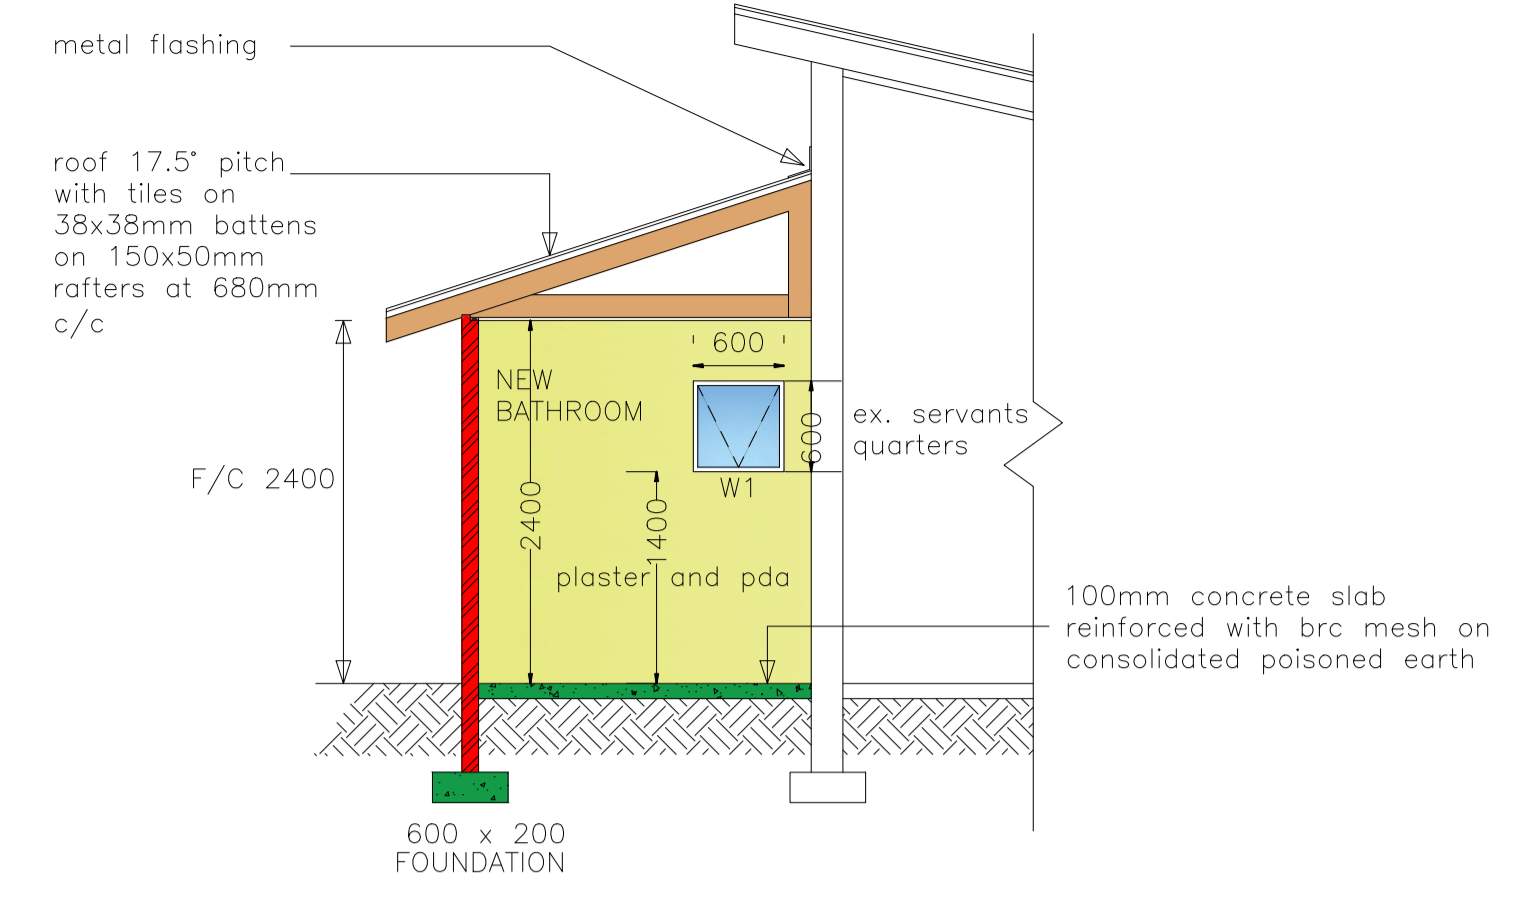 metal flashing
roof 17.5° pitch
with tiles on
38x38mm battens
on 150x50mm
rafters at 680mm
c/c
600
NEW
BATHROOM
600
ex. servants
quarters
F/C 2400
W1
2400
1400
plaster and pda
100mm concrete slab
reinforced with brc mesh on
consolidated poisoned earth
600 x 200
FOUNDATION